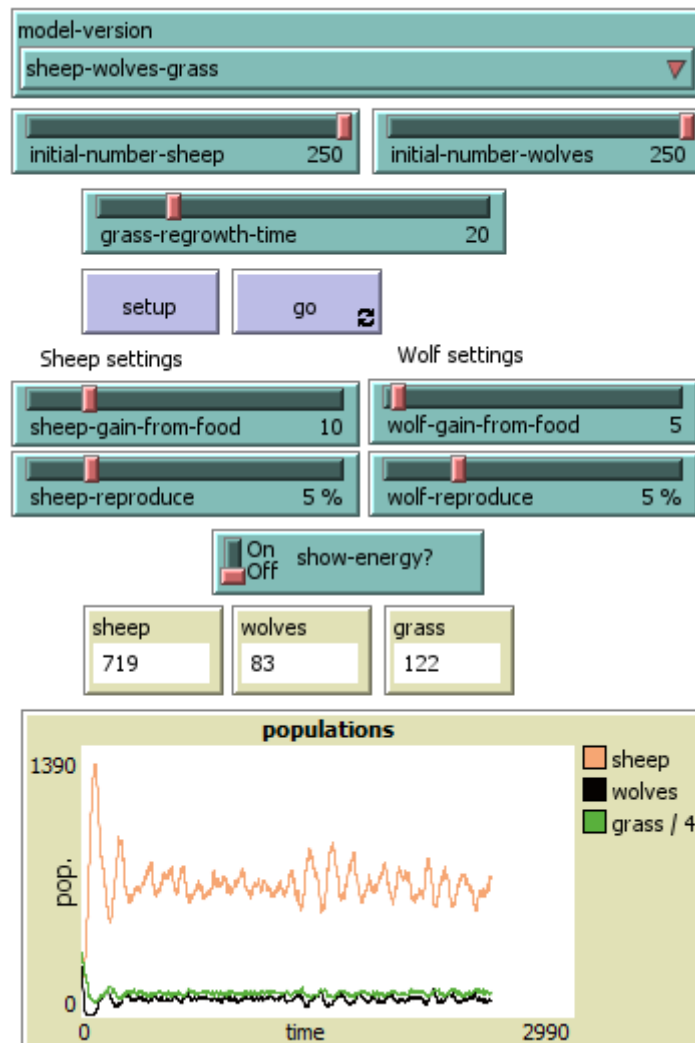 model-version
sheep-wolves-grass
initial-number-sheep 250
initial-number-wolves 250
grass-regrowth-time 20
setup
go
Sheep settings
Wolf settings
sheep-gain-from-food 10
wolf-gain-from-food 5
sheep-reproduce 5 %
wolf-reproduce 5 %
On
Off
show-energy?
sheep
719
wolves
83
grass
122
populations
1390
pop.
0
0
time
2990
sheep
wolves
grass / 4